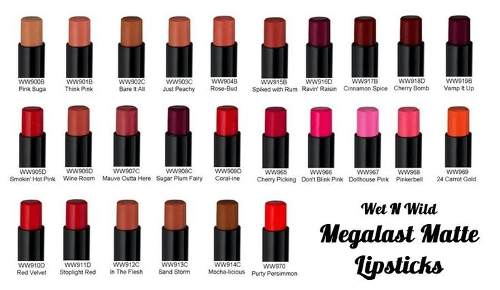 WW900B WW901B WW902C WW903C WW904B WW915B WW916D WW917B WW918D WW919B
Pink Suga Think Pink Bare It All Just Peachy Rose-Bud Spiked with Rum Ravin' Raisin Cinnamon Spice Cherry Bomb Vamp It Up
WW905D WW906D WW907C WW908C WW909D WW965 WW966 WW967 WW968 WW969
Smokin' Hot Pink Wine Room Mauve Outta Here Sugar Plum Fairy Coral-ine Cherry Picking Don't Blink Pink Dollhouse Pink Pinkerbell 24 Carrot Gold
WW910D WW911D WW912C WW913C WW914C WW970
Red Velvet Stoplight Red In The Flesh Sand Storm Mocha-licious Purty Persimmon
Wet N Wild
Megalast Matte
Lipsticks